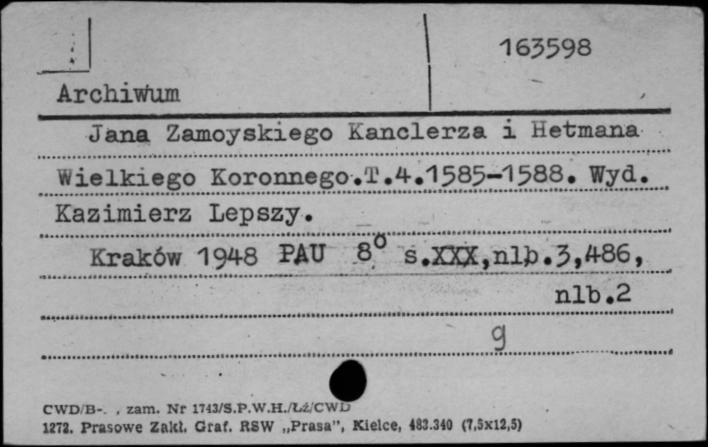 163598
Archiwum
Jana Zamoyskiego Kanclerza i Hetmana
Wielkiego Koronnego.T.4.1585-1588. Wyd.
Kazimierz Lepszy.
Kraków 1948 PAU 8° s.XXX,nlb.3,486,
nlb.2
g
CWD/B-. , zam. Nr 1743/S.P.W.H./Łź/CWD
1272. Prasowe Zakł. Graf. RSW „Prasa”, Kielce, 483.340 (7,5x12,5)